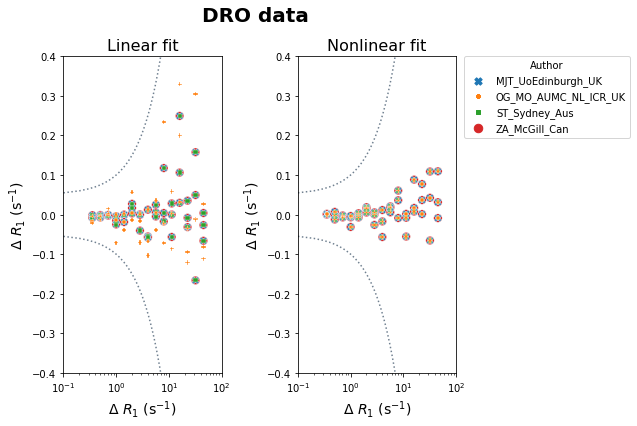 DRO data
Linear fit
Nonlinear fit
Author
MJT_UoEdinburgh_UK
OG_MO_AUMC_NL_ICR_UK
ST_Sydney_Aus
ZA_McGill_Can
Δ R₁ (s⁻¹)
0.4
0.3
0.2
0.1
0.0
−0.1
−0.2
−0.3
−0.4
10⁻¹ 10⁰ 10¹ 10²
Δ R₁ (s⁻¹)
Δ R₁ (s⁻¹)
0.4
0.3
0.2
0.1
0.0
−0.1
−0.2
−0.3
−0.4
10⁻¹ 10⁰ 10¹ 10²
Δ R₁ (s⁻¹)